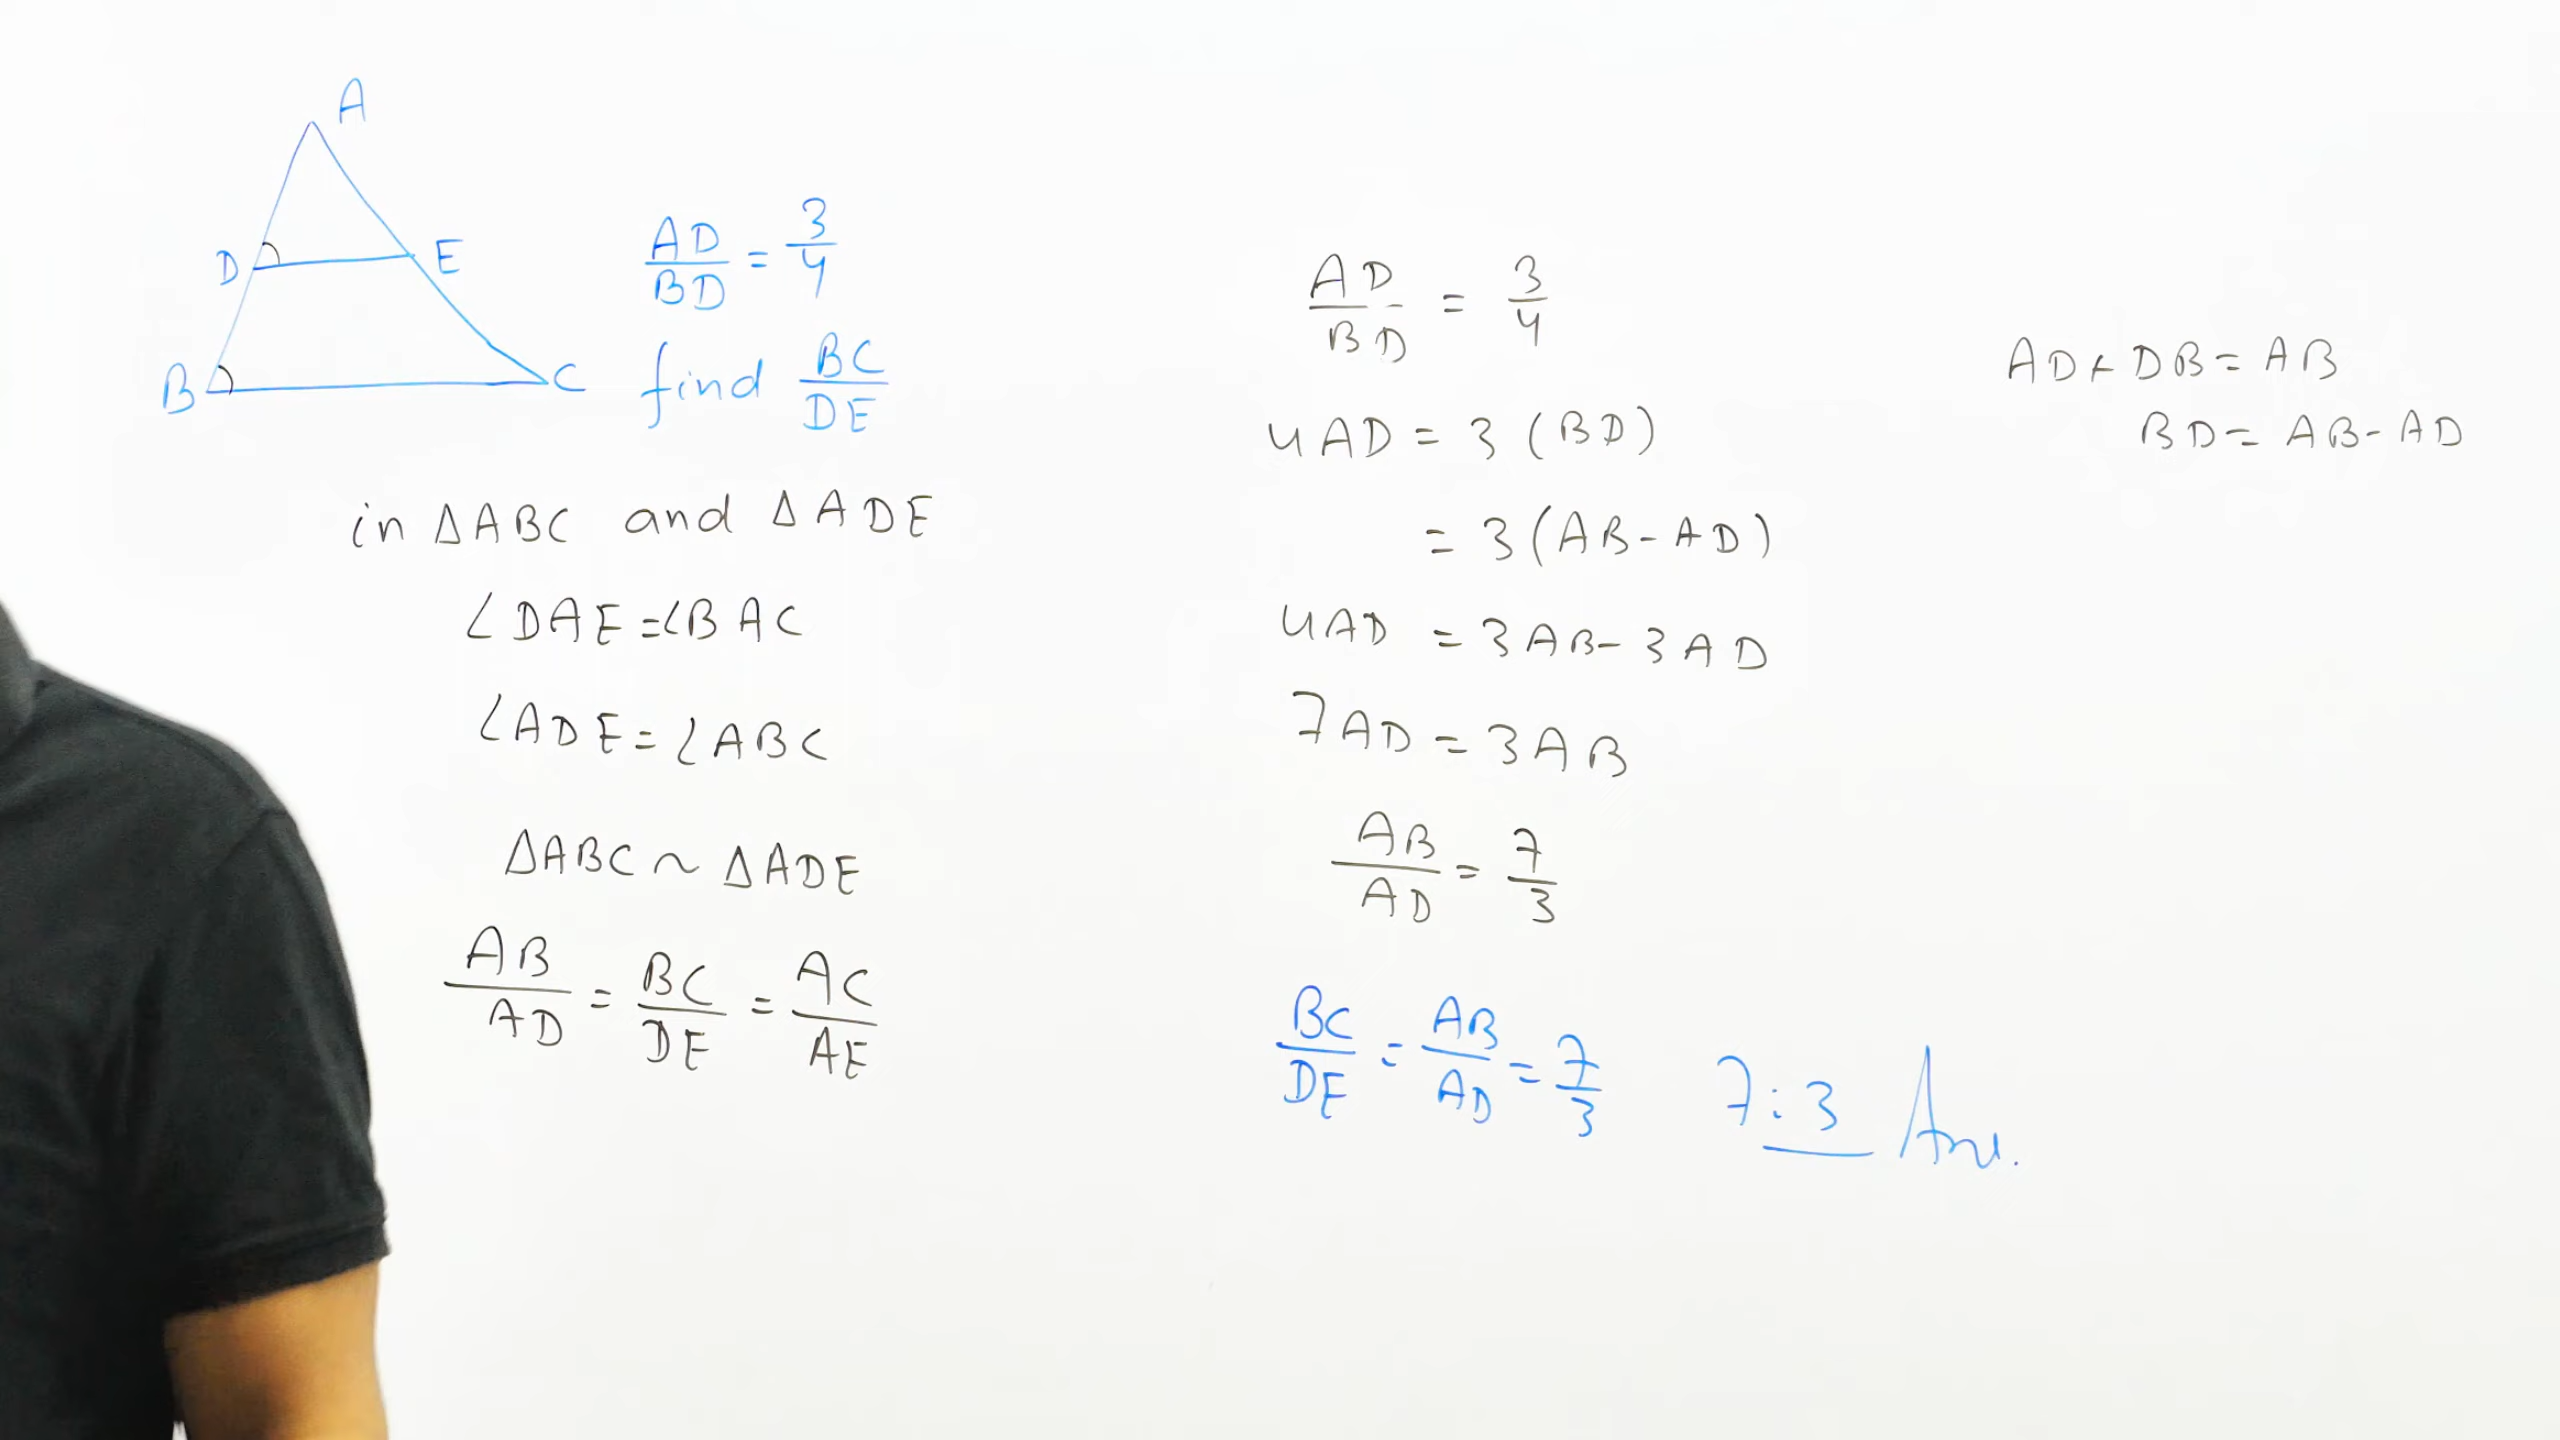 A
D E
B C
AD/BD = 3/4
find BC/DE
in ΔABC and ΔADE
∠DAE=∠BAC
∠ADE=∠ABC
ΔABC ~ ΔADE
AB/AD = BC/DE = AC/AE
AD/BD = 3/4
4AD = 3(BD)
= 3(AB-AD)
4AD = 3AB-3AD
7AD = 3AB
AB/AD = 7/3
BC/DE = AB/AD = 7/3
7:3 Ans.
AD+DB=AB
BD=AB-AD